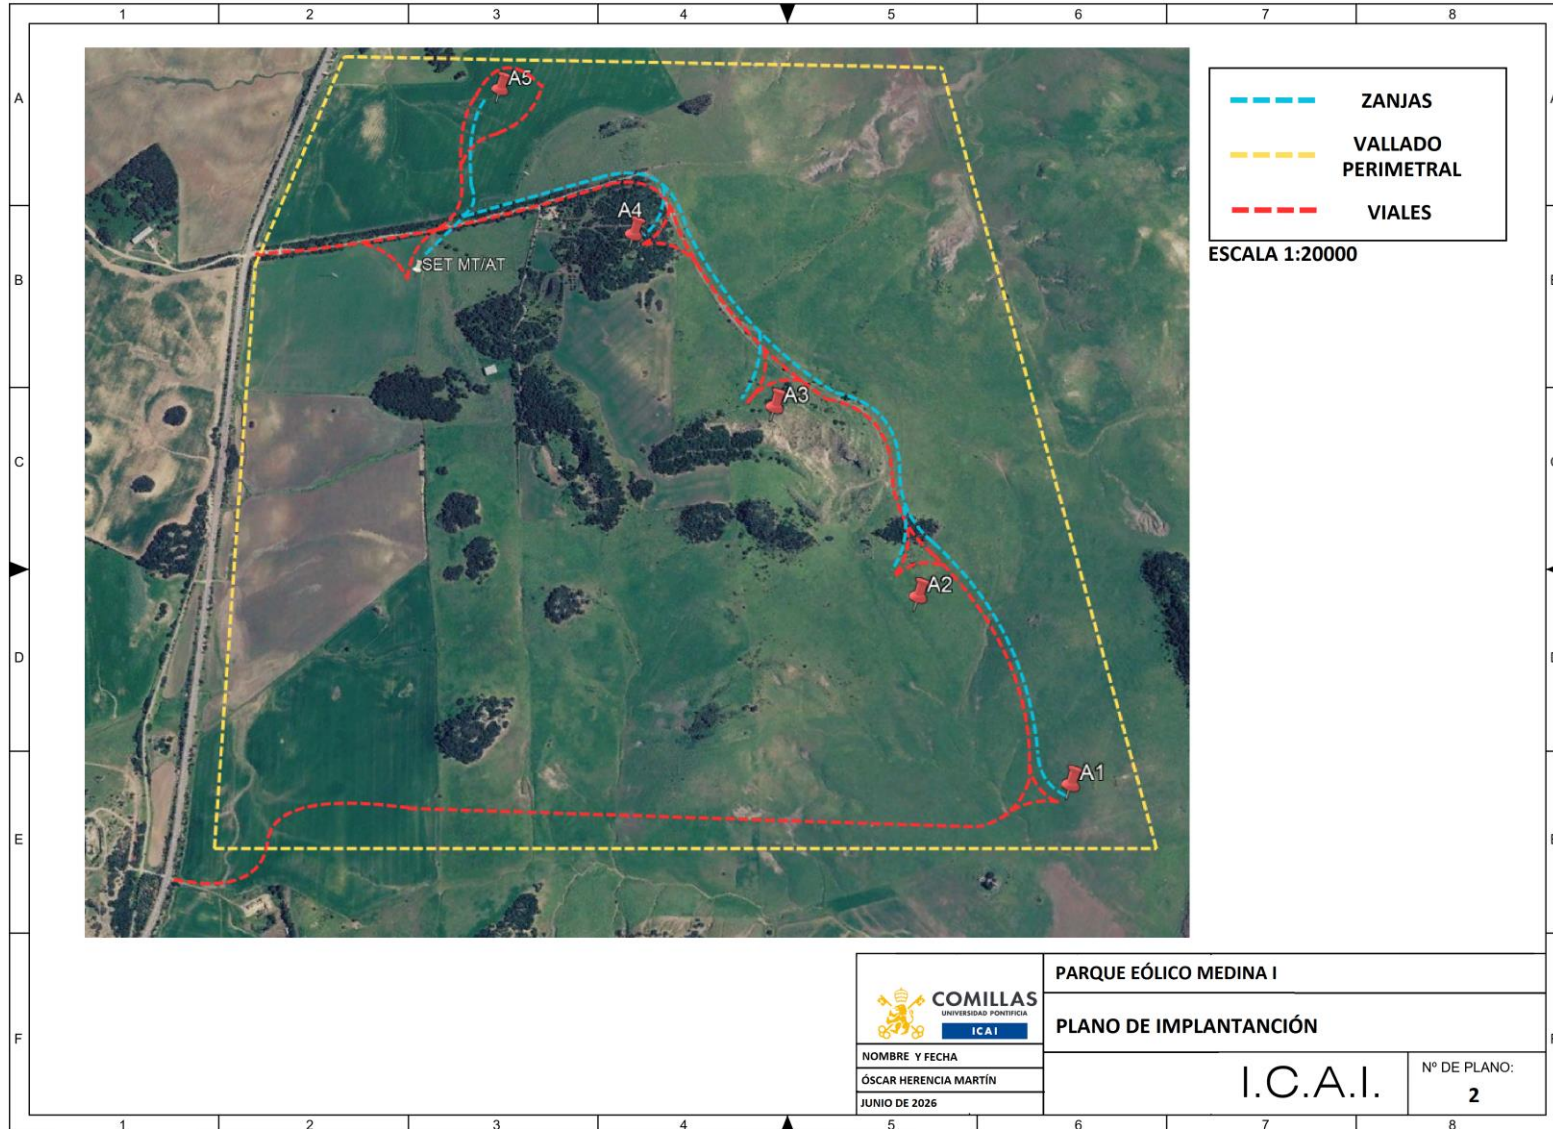 1 2 3 4 5 6 7 8
A
B
C
D
E
F
A5
A4
SET MT/AT
A3
A2
A1
ZANJAS
VALLADO
PERIMETRAL
VIALES
ESCALA 1:20000
COMILLAS
UNIVERSIDAD PONTIFICIA
ICAI
NOMBRE Y FECHA
ÓSCAR HERENCIA MARTÍN
JUNIO DE 2026
PARQUE EÓLICO MEDINA I
PLANO DE IMPLANTANCIÓN
I.C.A.I.
Nº DE PLANO:
2
1 2 3 4 5 6 7 8